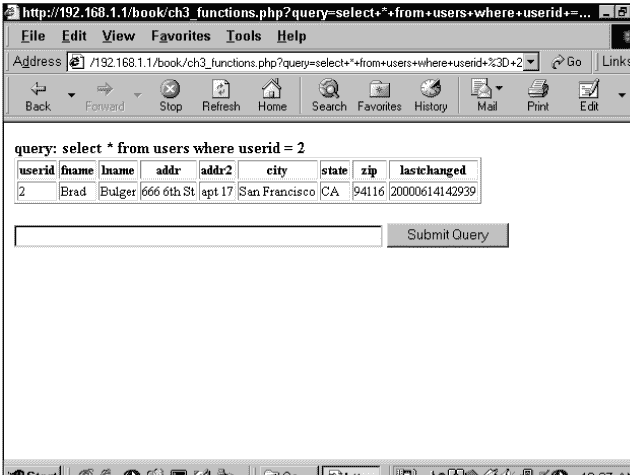 http://192.168.1.1/book/ch3_functions.php?query=select+*+from+users+where+userid+=...
File Edit View Favorites Tools Help
Address /192.168.1.1/book/ch3_functions.php?query=select+*+from+users+where+userid+%3D+2 Go Links
Back Forward Stop Refresh Home Search Favorites History Mail Print Edit
query: select * from users where userid = 2
userid fname lname addr addr2 city state zip lastchanged
2 Brad Bulger 666 6th St apt 17 San Francisco CA 94116 20000614142939
Submit Query